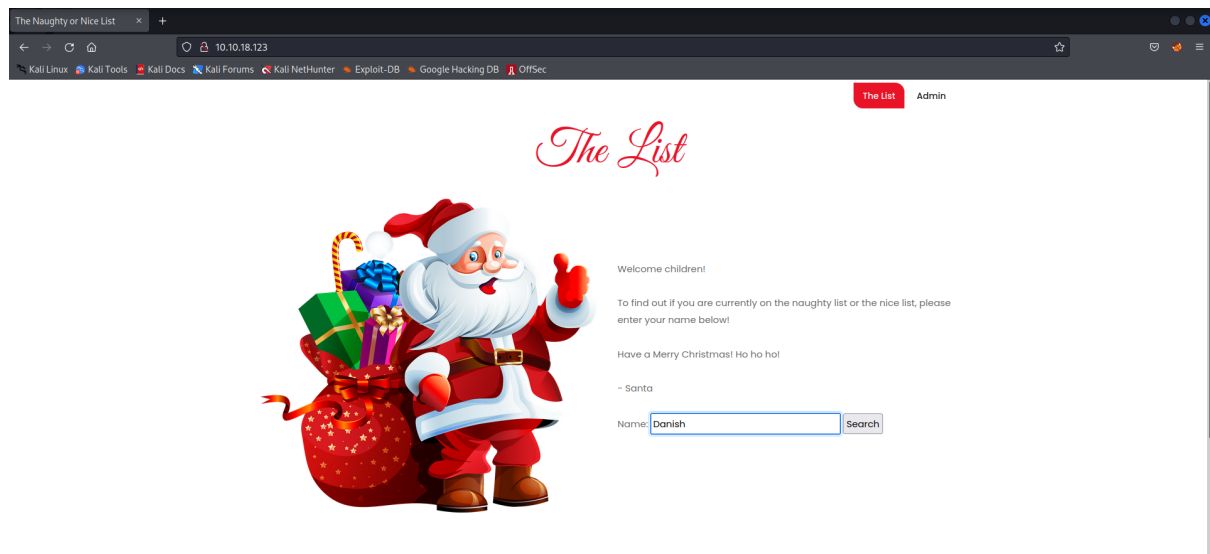 The Naughty or Nice List
10.10.18.123
Kali Linux Kali Tools Kali Docs Kali Forums Kali NetHunter Exploit-DB Google Hacking DB OffSec
The List Admin
The List
Welcome children!
To find out if you are currently on the naughty list or the nice list, please
enter your name below!
Have a Merry Christmas! Ho ho ho!
- Santa
Name: Danish Search